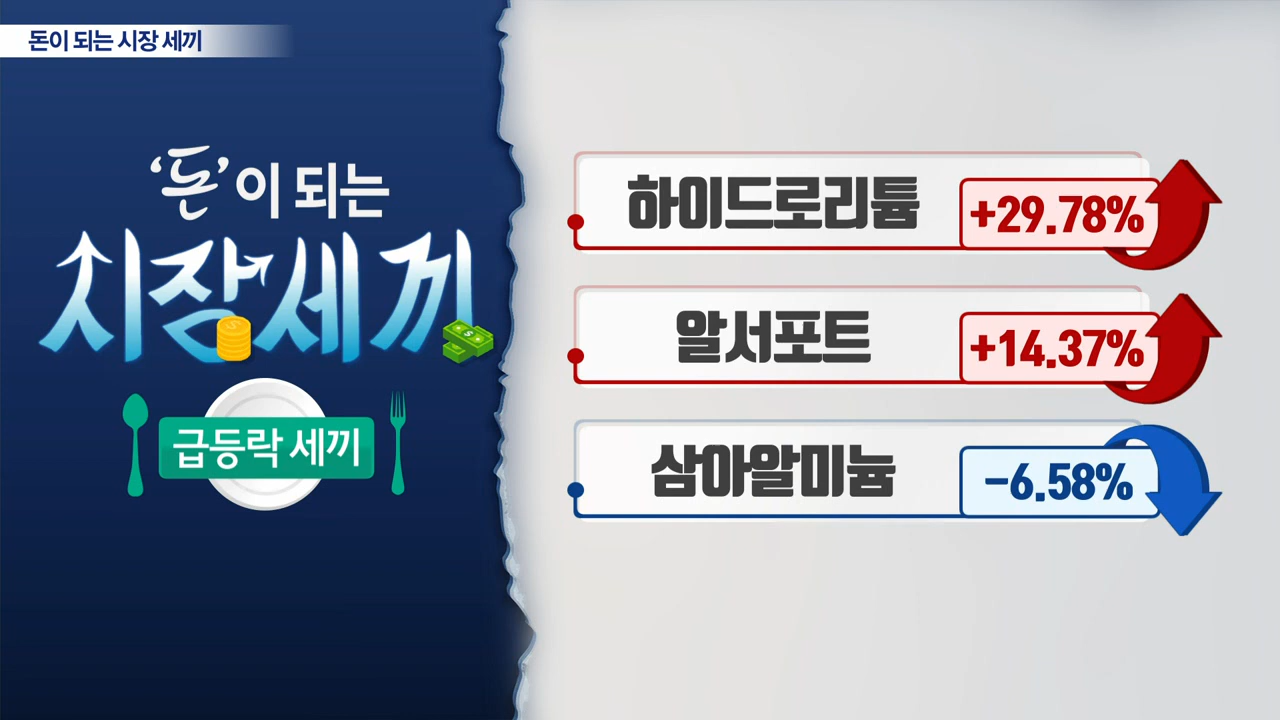 돈이 되는 시장 세끼
‘돈’이 되는
시장세끼
급등락 세끼
하이드로리튬
+29.78%
알서포트
+14.37%
삼아알미늄
-6.58%